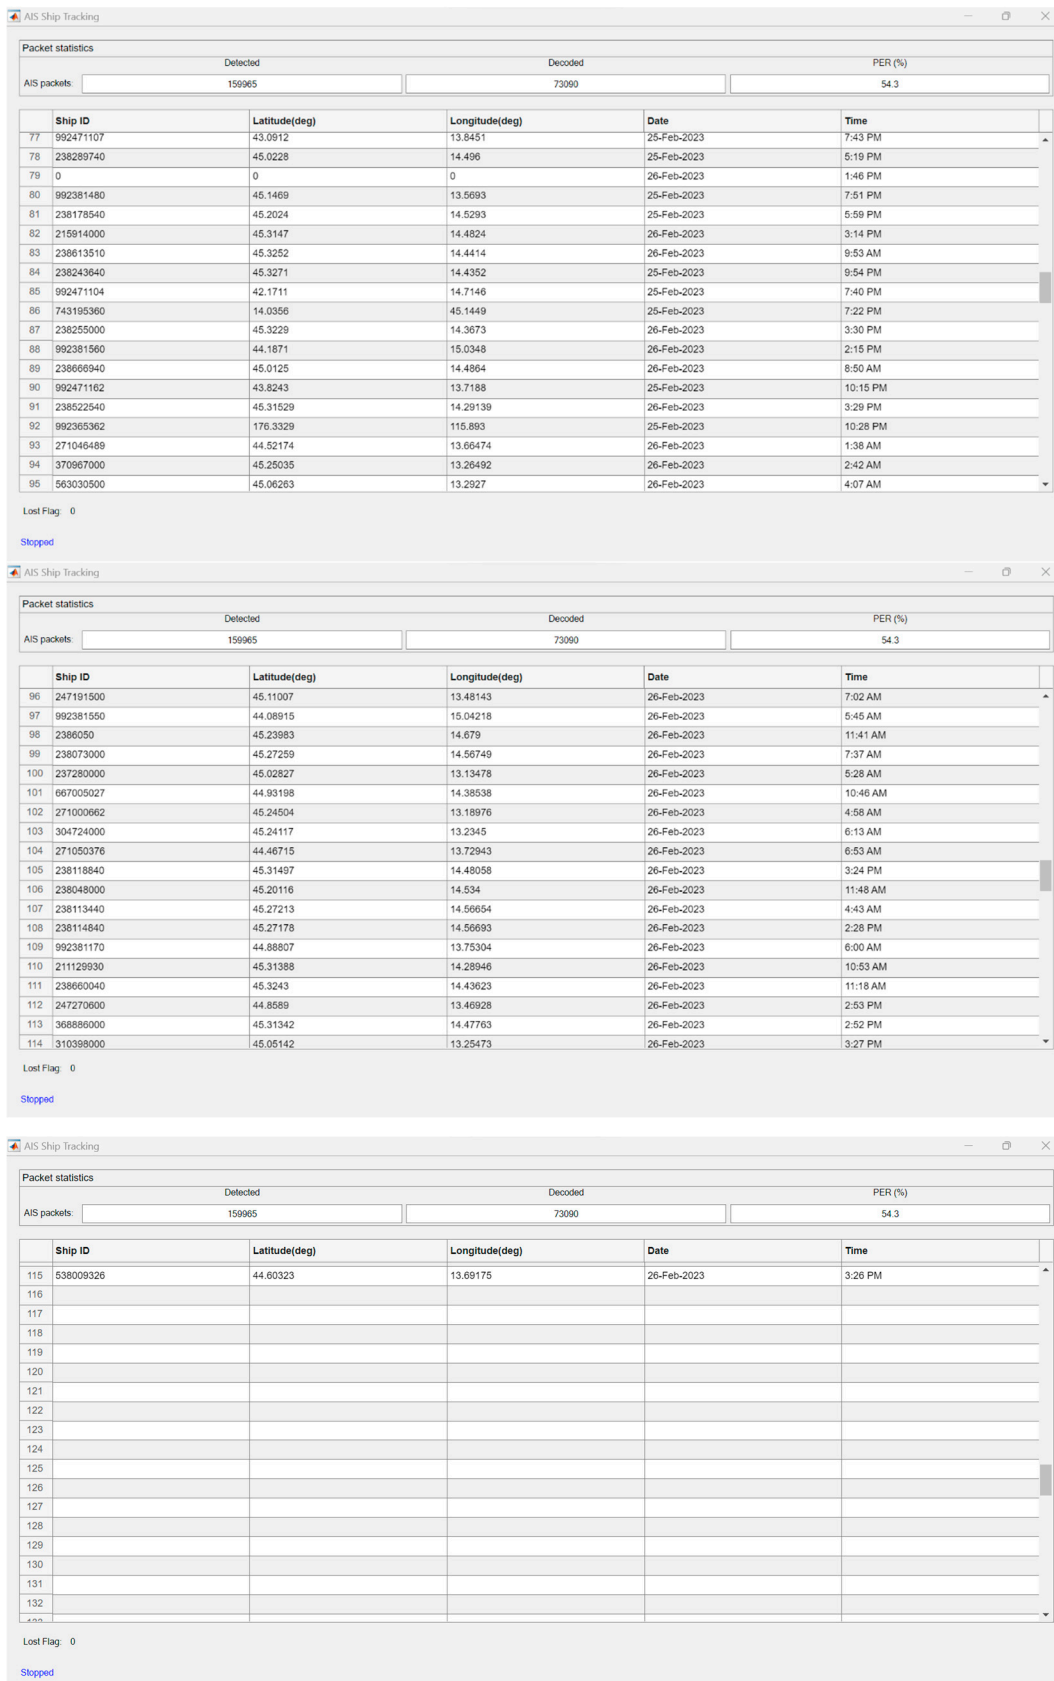 AIS Ship Tracking
Packet statistics
Detected Decoded PER (%)
AIS packets: 159965 73090 54.3
Ship ID Latitude(deg) Longitude(deg) Date Time
77 992471107 43.0912 13.8451 25-Feb-2023 7:43 PM
78 238289740 45.0228 14.496 25-Feb-2023 5:19 PM
79 0 0 0 26-Feb-2023 1:46 PM
80 992381480 45.1469 13.5693 25-Feb-2023 7:51 PM
81 238178540 45.2024 14.5293 25-Feb-2023 5:59 PM
82 215914000 45.3147 14.4824 26-Feb-2023 3:14 PM
83 238613510 45.3252 14.4414 26-Feb-2023 9:53 AM
84 238243640 45.3271 14.4352 25-Feb-2023 9:54 PM
85 992471104 42.1711 14.7146 25-Feb-2023 7:40 PM
86 743195360 14.0356 45.1449 25-Feb-2023 7:22 PM
87 238255000 45.3229 14.3673 26-Feb-2023 3:30 PM
88 992381560 44.1871 15.0348 26-Feb-2023 2:15 PM
89 238666940 45.0125 14.4864 26-Feb-2023 8:50 AM
90 992471162 43.8243 13.7188 25-Feb-2023 10:15 PM
91 238522540 45.31529 14.29139 26-Feb-2023 3:29 PM
92 992365362 176.3329 115.893 25-Feb-2023 10:28 PM
93 271046489 44.52174 13.66474 26-Feb-2023 1:38 AM
94 370967000 45.25035 13.26492 26-Feb-2023 2:42 AM
95 563030500 45.06263 13.2927 26-Feb-2023 4:07 AM
Lost Flag: 0
Stopped
AIS Ship Tracking
Packet statistics
Detected Decoded PER (%)
AIS packets: 159965 73090 54.3
Ship ID Latitude(deg) Longitude(deg) Date Time
96 247191500 45.11007 13.48143 26-Feb-2023 7:02 AM
97 992381550 44.08915 15.04218 26-Feb-2023 5:45 AM
98 2386050 45.23983 14.679 26-Feb-2023 11:41 AM
99 238073000 45.27259 14.56749 26-Feb-2023 7:37 AM
100 237280000 45.02827 13.13478 26-Feb-2023 5:28 AM
101 667005027 44.93198 14.38538 26-Feb-2023 10:46 AM
102 271000662 45.24504 13.18976 26-Feb-2023 4:58 AM
103 304724000 45.24117 13.2345 26-Feb-2023 6:13 AM
104 271050376 44.46715 13.72943 26-Feb-2023 6:53 AM
105 238118840 45.31497 14.48058 26-Feb-2023 3:24 PM
106 238048000 45.20116 14.534 26-Feb-2023 11:48 AM
107 238113440 45.27213 14.56654 26-Feb-2023 4:43 AM
108 238114840 45.27178 14.56693 26-Feb-2023 2:28 PM
109 992381170 44.88807 13.75304 26-Feb-2023 6:00 AM
110 211129930 45.31388 14.28946 26-Feb-2023 10:53 AM
111 238660040 45.3243 14.43623 26-Feb-2023 11:18 AM
112 247270600 44.8589 13.46928 26-Feb-2023 2:53 PM
113 368886000 45.31342 14.47763 26-Feb-2023 2:52 PM
114 310398000 45.05142 13.25473 26-Feb-2023 3:27 PM
Lost Flag: 0
Stopped
AIS Ship Tracking
Packet statistics
Detected Decoded PER (%)
AIS packets: 159965 73090 54.3
Ship ID Latitude(deg) Longitude(deg) Date Time
115 538009326 44.60323 13.69175 26-Feb-2023 3:26 PM
116
117
118
119
120
121
122
123
124
125
126
127
128
129
130
131
132
Lost Flag: 0
Stopped